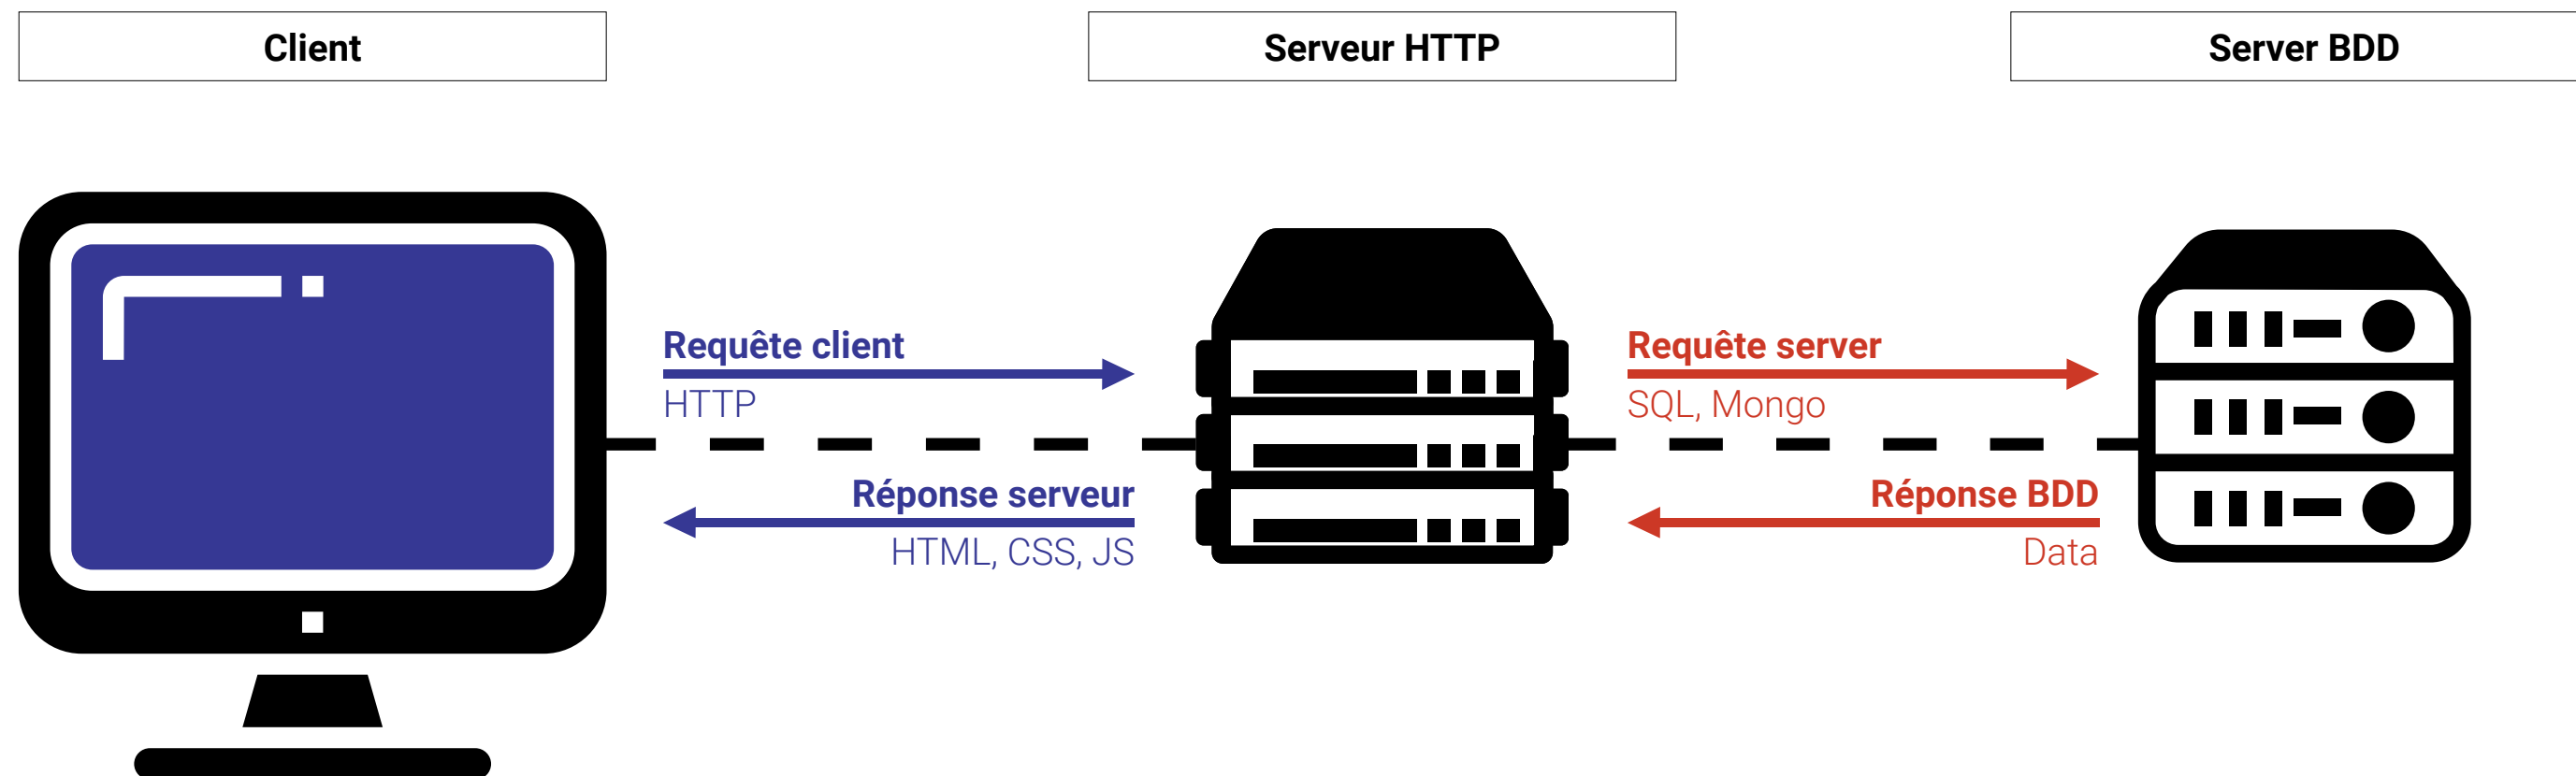 Client
Serveur HTTP
Server BDD
Requête client
HTTP
Réponse serveur
HTML, CSS, JS
Requête server
SQL, Mongo
Réponse BDD
Data